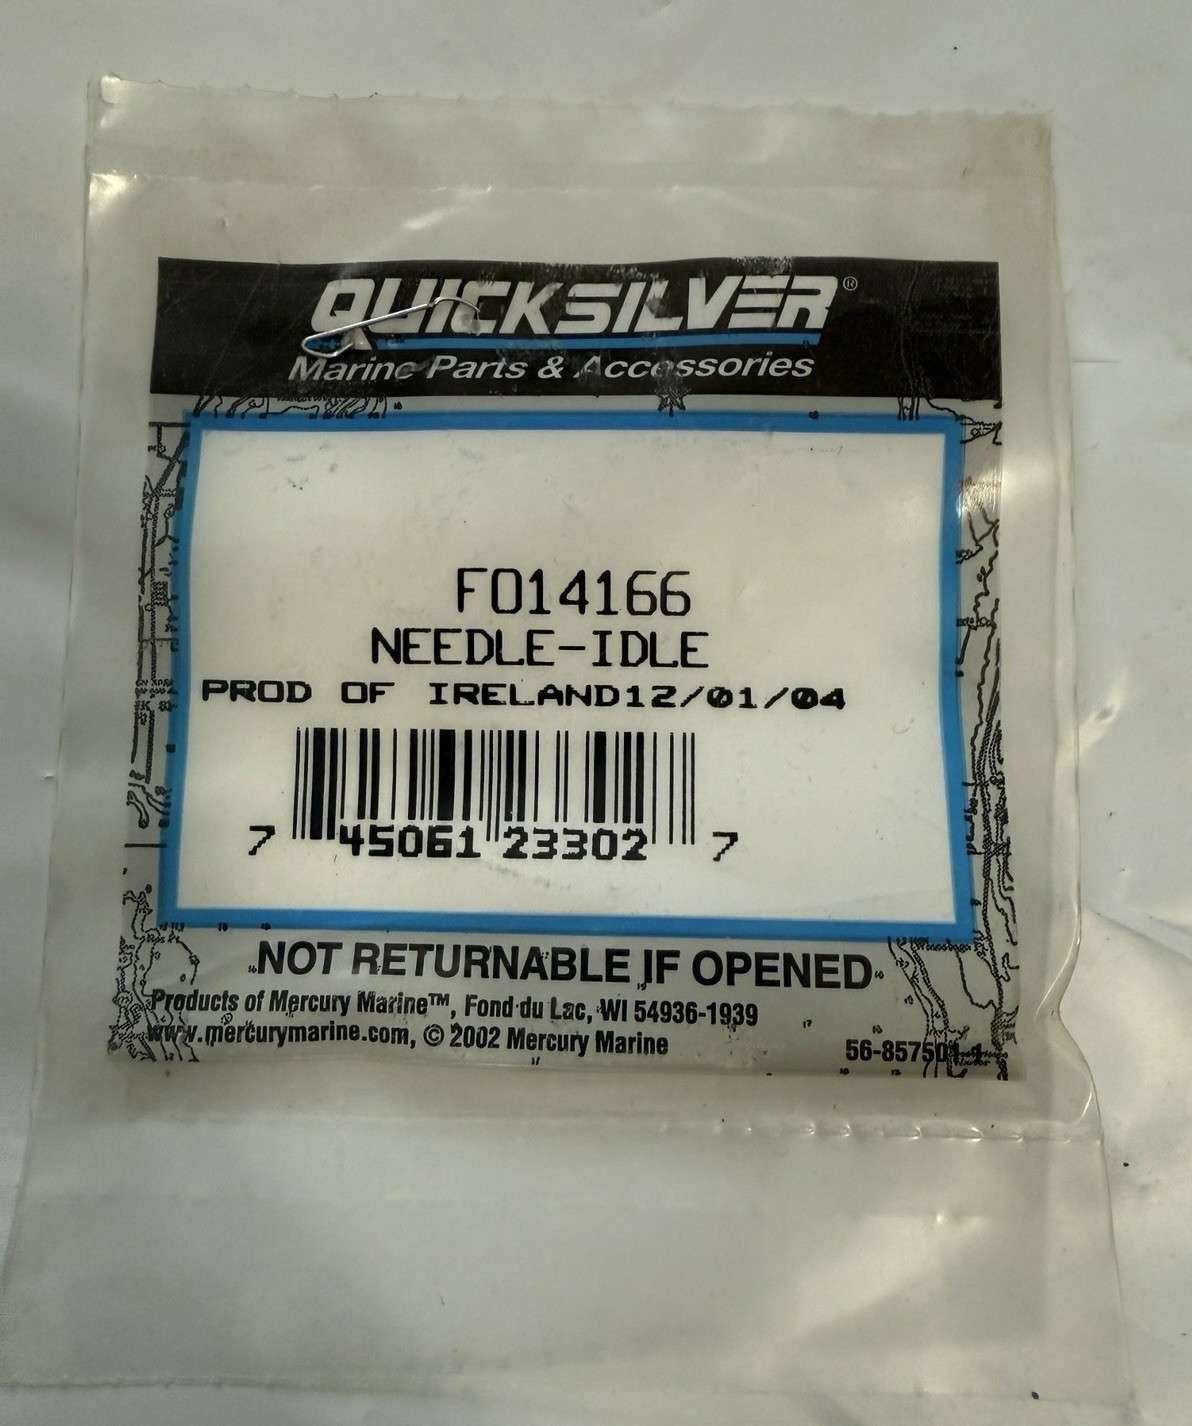 QUICKSILVER®
Marine Parts & Accessories
F014166
NEEDLE-IDLE
PROD OF IRELAND12/01/04
7 45061 23302 7
NOT RETURNABLE IF OPENED
Products of Mercury Marine™, Fond du Lac, WI 54936-1939
www.mercurymarine.com, © 2002 Mercury Marine